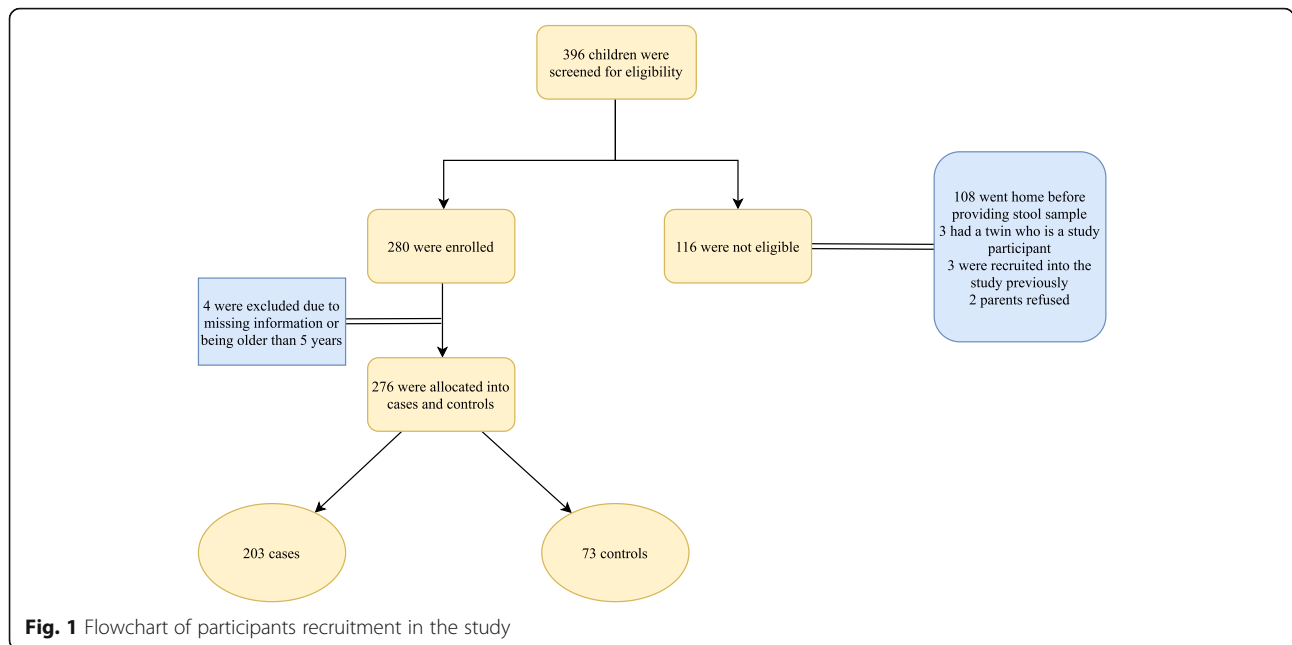 396 children were
screened for eligibility
280 were enrolled
116 were not eligible
108 went home before
providing stool sample
3 had a twin who is a study
participant
3 were recruited into the
study previously
2 parents refused
4 were excluded due to
missing information or
being older than 5 years
276 were allocated into
cases and controls
203 cases
73 controls
Fig. 1 Flowchart of participants recruitment in the study